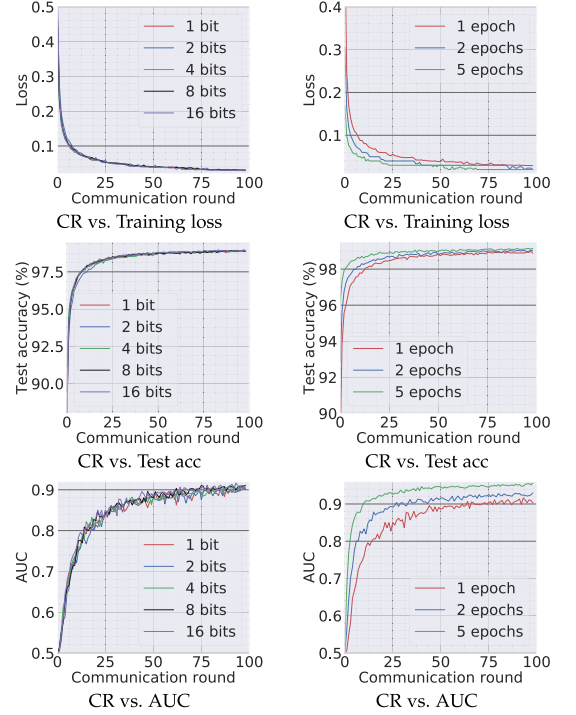 0.5
0.4
0.3
0.2
0.1
Loss
1 bit
2 bits
4 bits
8 bits
16 bits
0 25 50 75 100
Communication round
CR vs. Training loss
0.4
0.3
0.2
0.1
Loss
1 epoch
2 epochs
5 epochs
0 25 50 75 100
Communication round
CR vs. Training loss
97.5
95.0
92.5
90.0
Test accuracy (%)
1 bit
2 bits
4 bits
8 bits
16 bits
0 25 50 75 100
Communication round
CR vs. Test acc
98
96
94
92
90
Test accuracy (%)
1 epoch
2 epochs
5 epochs
0 25 50 75 100
Communication round
CR vs. Test acc
0.9
0.8
0.7
0.6
0.5
AUC
1 bit
2 bits
4 bits
8 bits
16 bits
0 25 50 75 100
Communication round
CR vs. AUC
0.9
0.8
0.7
0.6
0.5
AUC
1 epoch
2 epochs
5 epochs
0 25 50 75 100
Communication round
CR vs. AUC